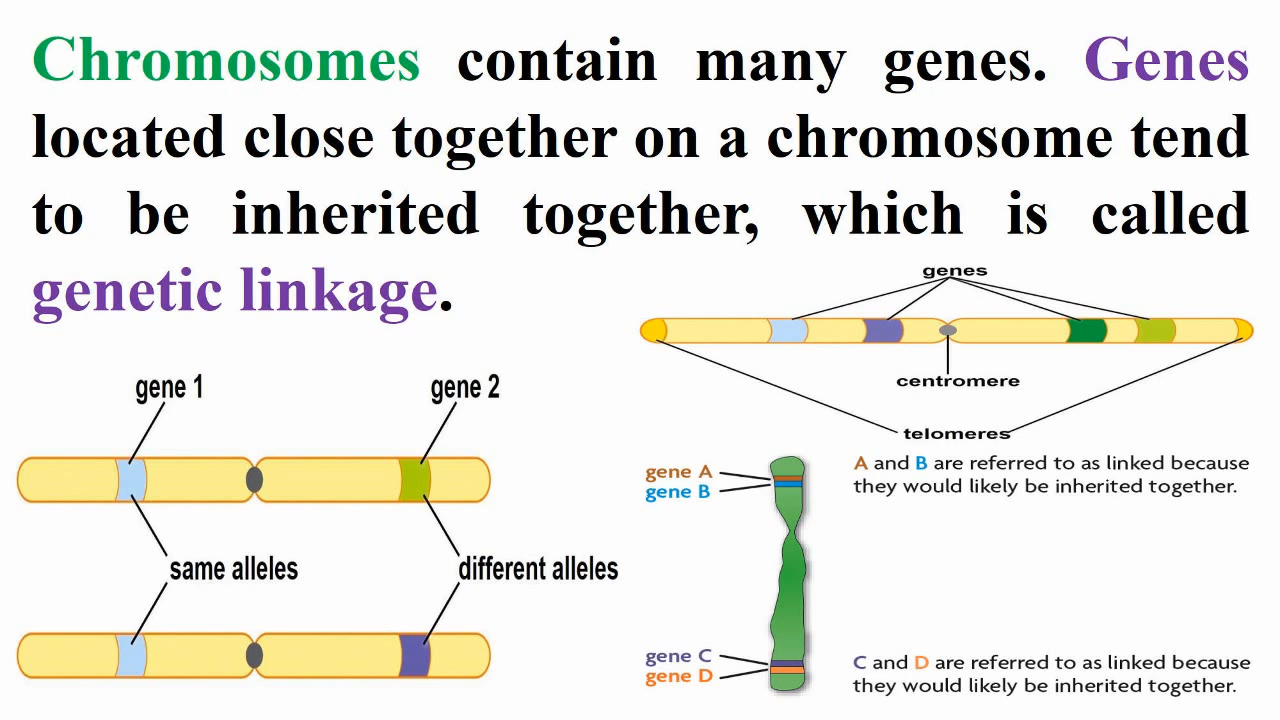 Chromosomes contain many genes. Genes
located close together on a chromosome tend
to be inherited together, which is called
genetic linkage.
genes
centromere
telomeres
gene 1
gene 2
same alleles
different alleles
gene A
gene B
A and B are referred to as linked because
they would likely be inherited together.
gene C
gene D
C and D are referred to as linked because
they would likely be inherited together.